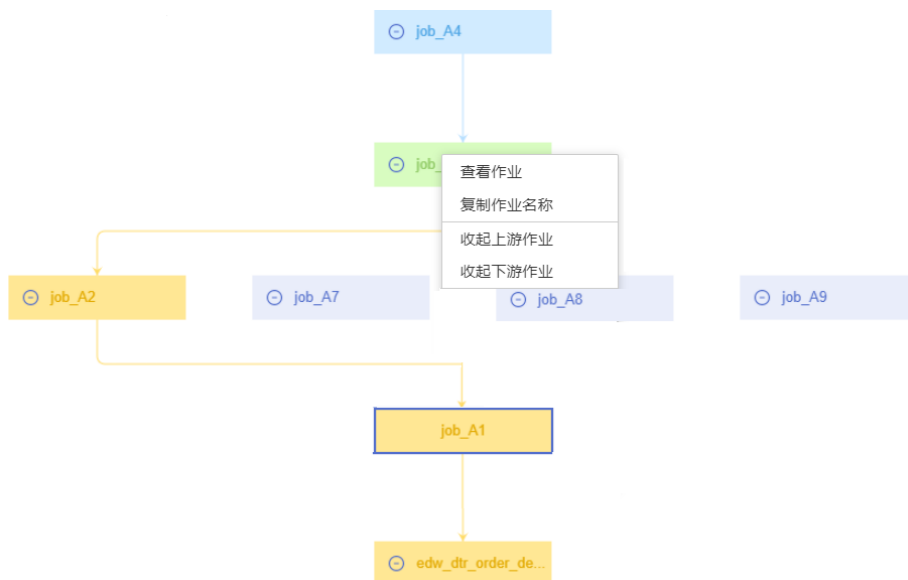 job_A4
job_
查看作业
复制作业名称
收起上游作业
收起下游作业
job_A2
job_A7
job_A8
job_A9
job_A1
edw_dtr_order_de...